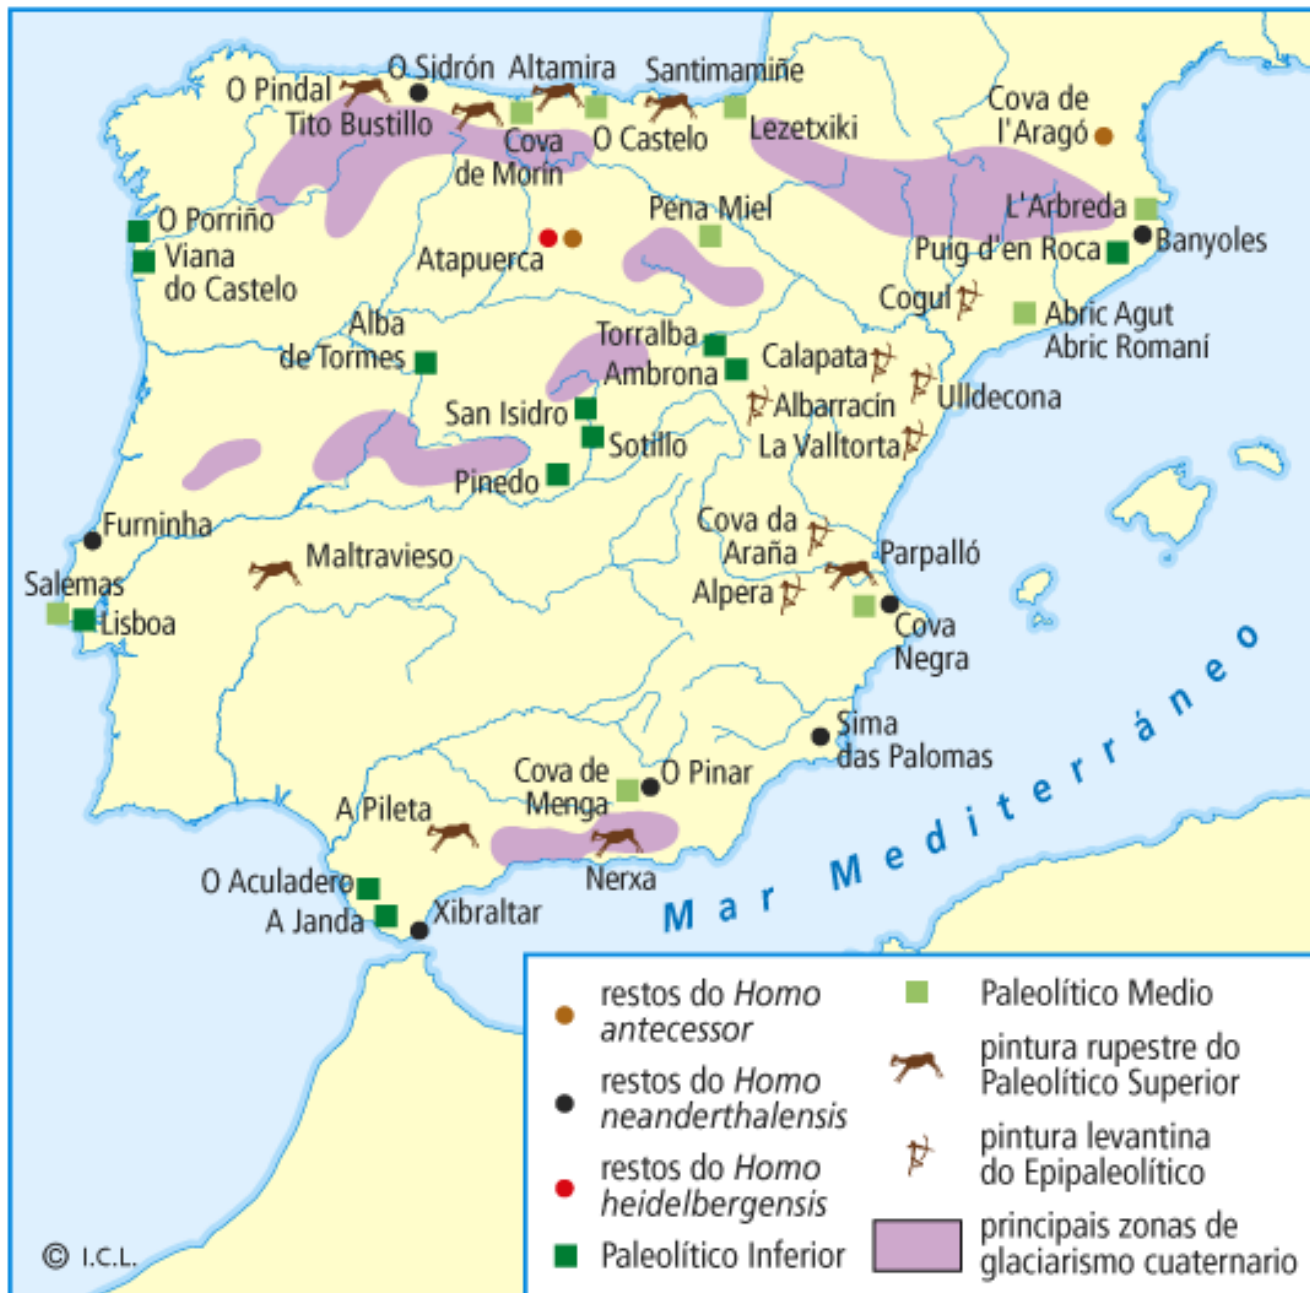 O Sidrón
Altamira
Santimamiñe
O Pindal
Tito Bustillo
Cova
de Morín
O Castelo
Lezetxiki
Cova de
l'Aragó
O Porriño
Viana
do Castelo
Atapuerca
Pena Miel
L'Arbreda
Banyoles
Puig d'en Roca
Cogul
Abric Agut
Abric Romaní
Alba
de Tormes
Torralba
Ambrona
Calapata
Ulldecona
Albarracín
San Isidro
Sotillo
La Valltorta
Pinedo
Furninha
Maltravieso
Cova da
Araña
Parpalló
Alpera
Salemas
Lisboa
Cova
Negra
Sima
das Palomas
Cova de
Menga
O Pinar
A Pileta
Nerxa
O Aculadero
A Janda
Xibraltar
Mar Mediterráneo
restos do Homo
antecessor
restos do Homo
neanderthalensis
restos do Homo
heidelbergensis
Paleolítico Inferior
Paleolítico Medio
pintura rupestre do
Paleolítico Superior
pintura levantina
do Epipaleolítico
principais zonas de
glaciarismo cuaternario
© I.C.L.